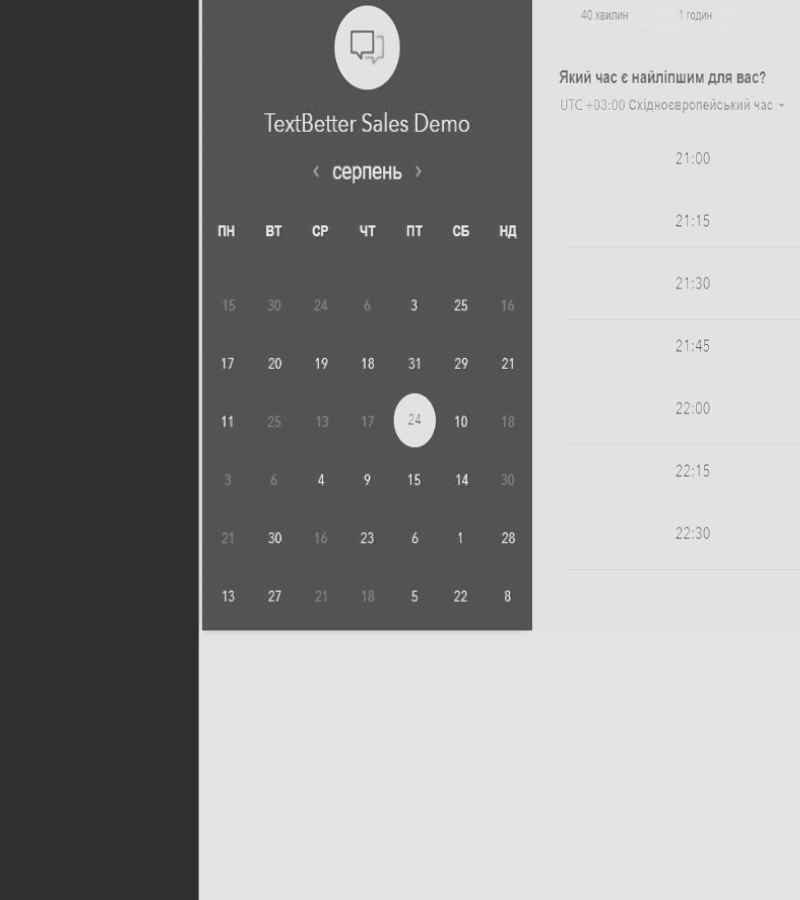 TextBetter Sales Demo
серпень
ПН ВТ СР ЧТ ПТ СБ НД
15 30 24 6 3 25 16
17 20 19 18 31 29 21
11 25 13 17 24 10 18
3 6 4 9 15 14 30
21 30 16 23 6 1 28
13 27 21 18 5 22 8
40 хвилин 1 годин
Який час є найліпшим для вас?
UTC +03:00 Східноєвропейський час
21:00
21:15
21:30
21:45
22:00
22:15
22:30